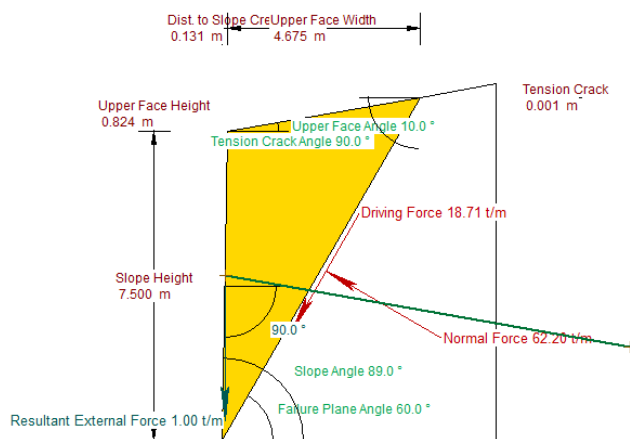 Dist. to Slope Cre Upper Face Width
0.131 m 4.675 m
Tension Crack
0.001 m
Upper Face Height
0.824 m
Upper Face Angle 10.0 °
Tension Crack Angle 90.0 °
Driving Force 18.71 t/m
Slope Height
7.500 m
90.0 °
Normal Force 62.20 t/m
Slope Angle 89.0 °
Failure Plane Angle 60.0 °
Resultant External Force 1.00 t/m